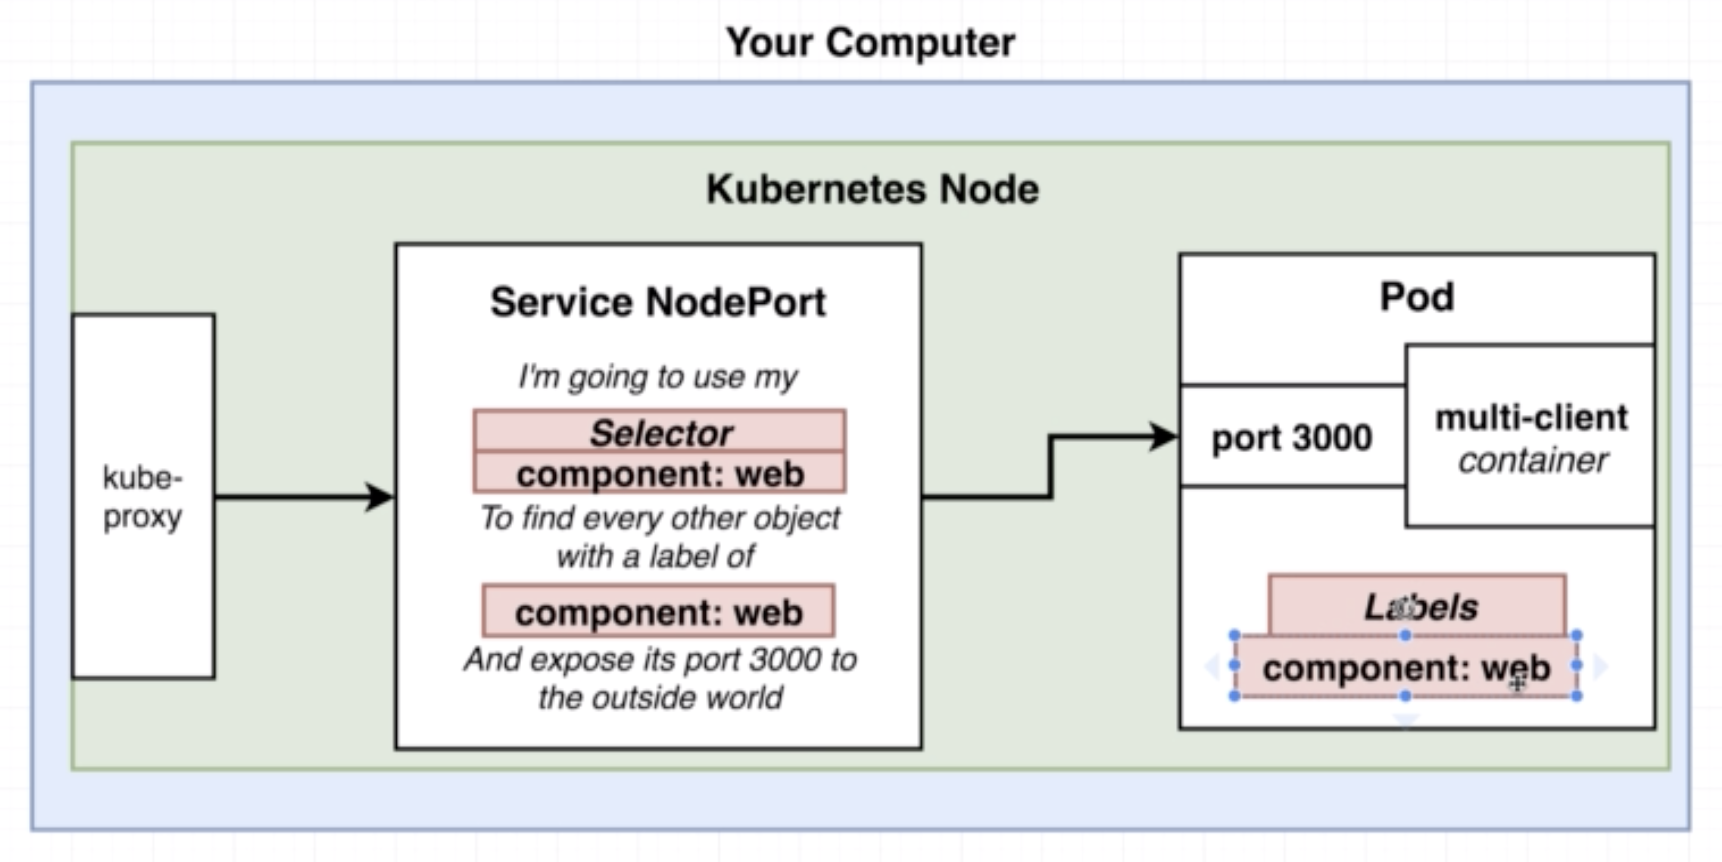 Your Computer
Kubernetes Node
kube-
proxy
Service NodePort
I'm going to use my
Selector
component: web
To find every other object
with a label of
component: web
And expose its port 3000 to
the outside world
Pod
port 3000
multi-client
container
Labels
component: web